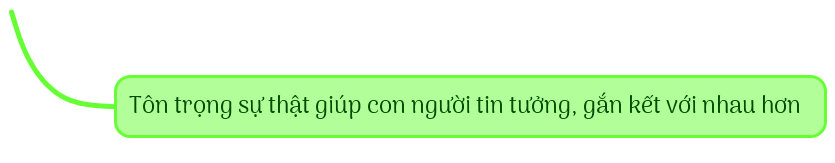 Tôn trọng sự thật giúp con người tin tưởng, gắn kết với nhau hơn